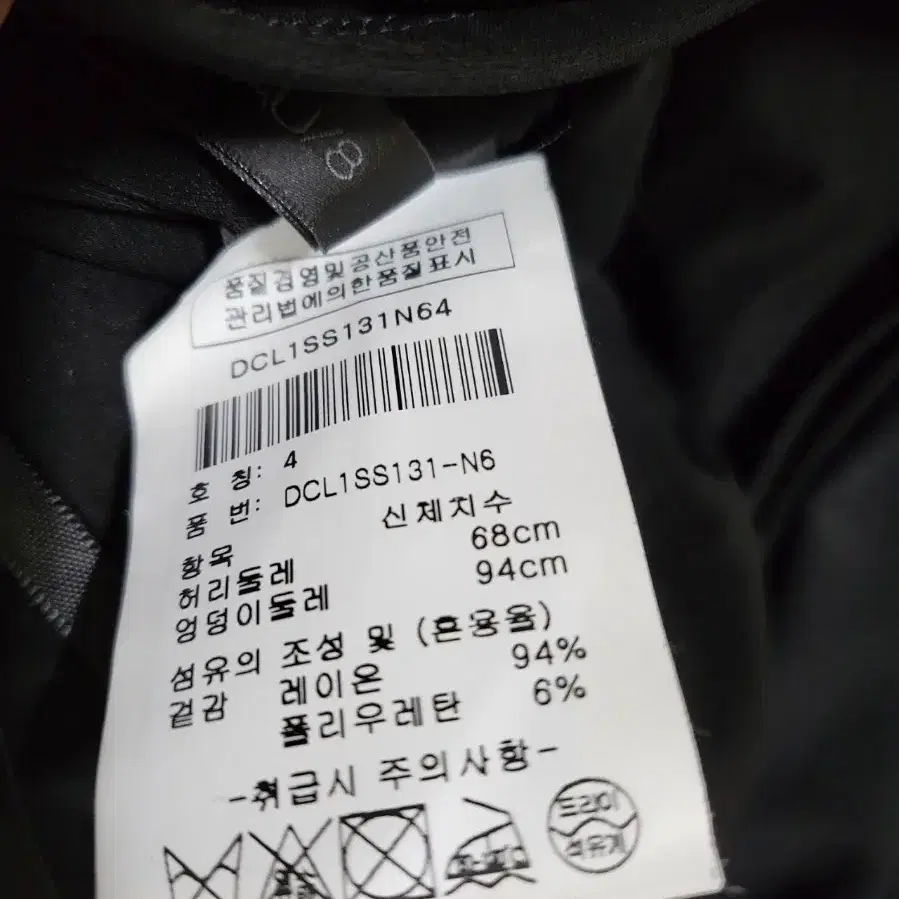 8
품질경영및공산품안전
관리법에의한품질표시
DCL1SS131N64
호 칭: 4
품 번: DCL1SS131-N6
항목 신체치수
허리둘레 68cm
엉덩이둘레 94cm
섬유의 조성 및 (혼용율)
겉감 레이온 94%
폴리우레탄 6%
-취급시 주의사항-
드라이
석유계